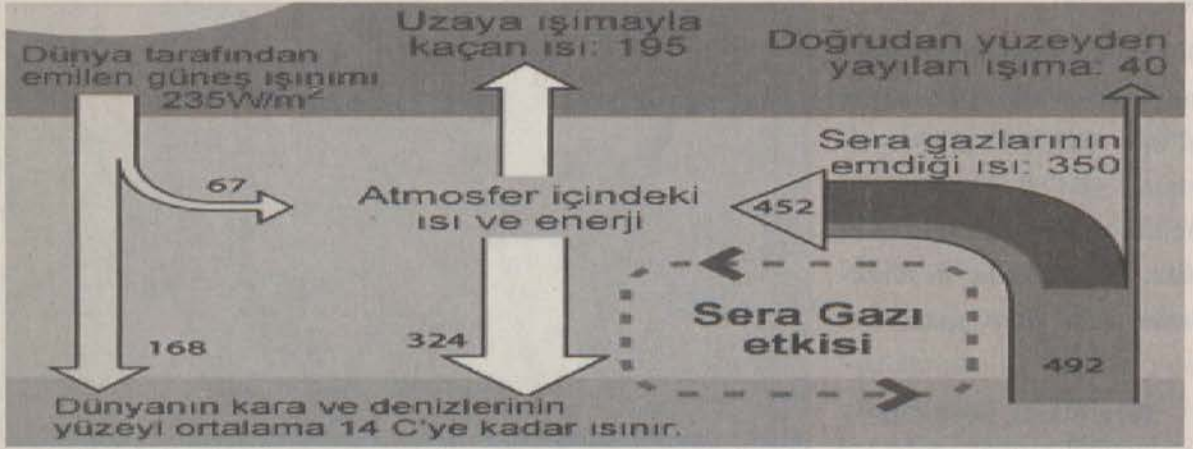 Dünya tarafından
emilen güneş ışınımı
235W/m²
Uzaya ışımayla
kaçan ısı: 195
Doğrudan yüzeyden
yayılan ışıma: 40
Sera gazlarının
emdiği ısı: 350
67
Atmosfer içindeki
ısı ve enerji
452
Sera Gazı
etkisi
168
324
492
Dünyanın kara ve denizlerinin
yüzeyi ortalama 14 C'ye kadar ısınır.